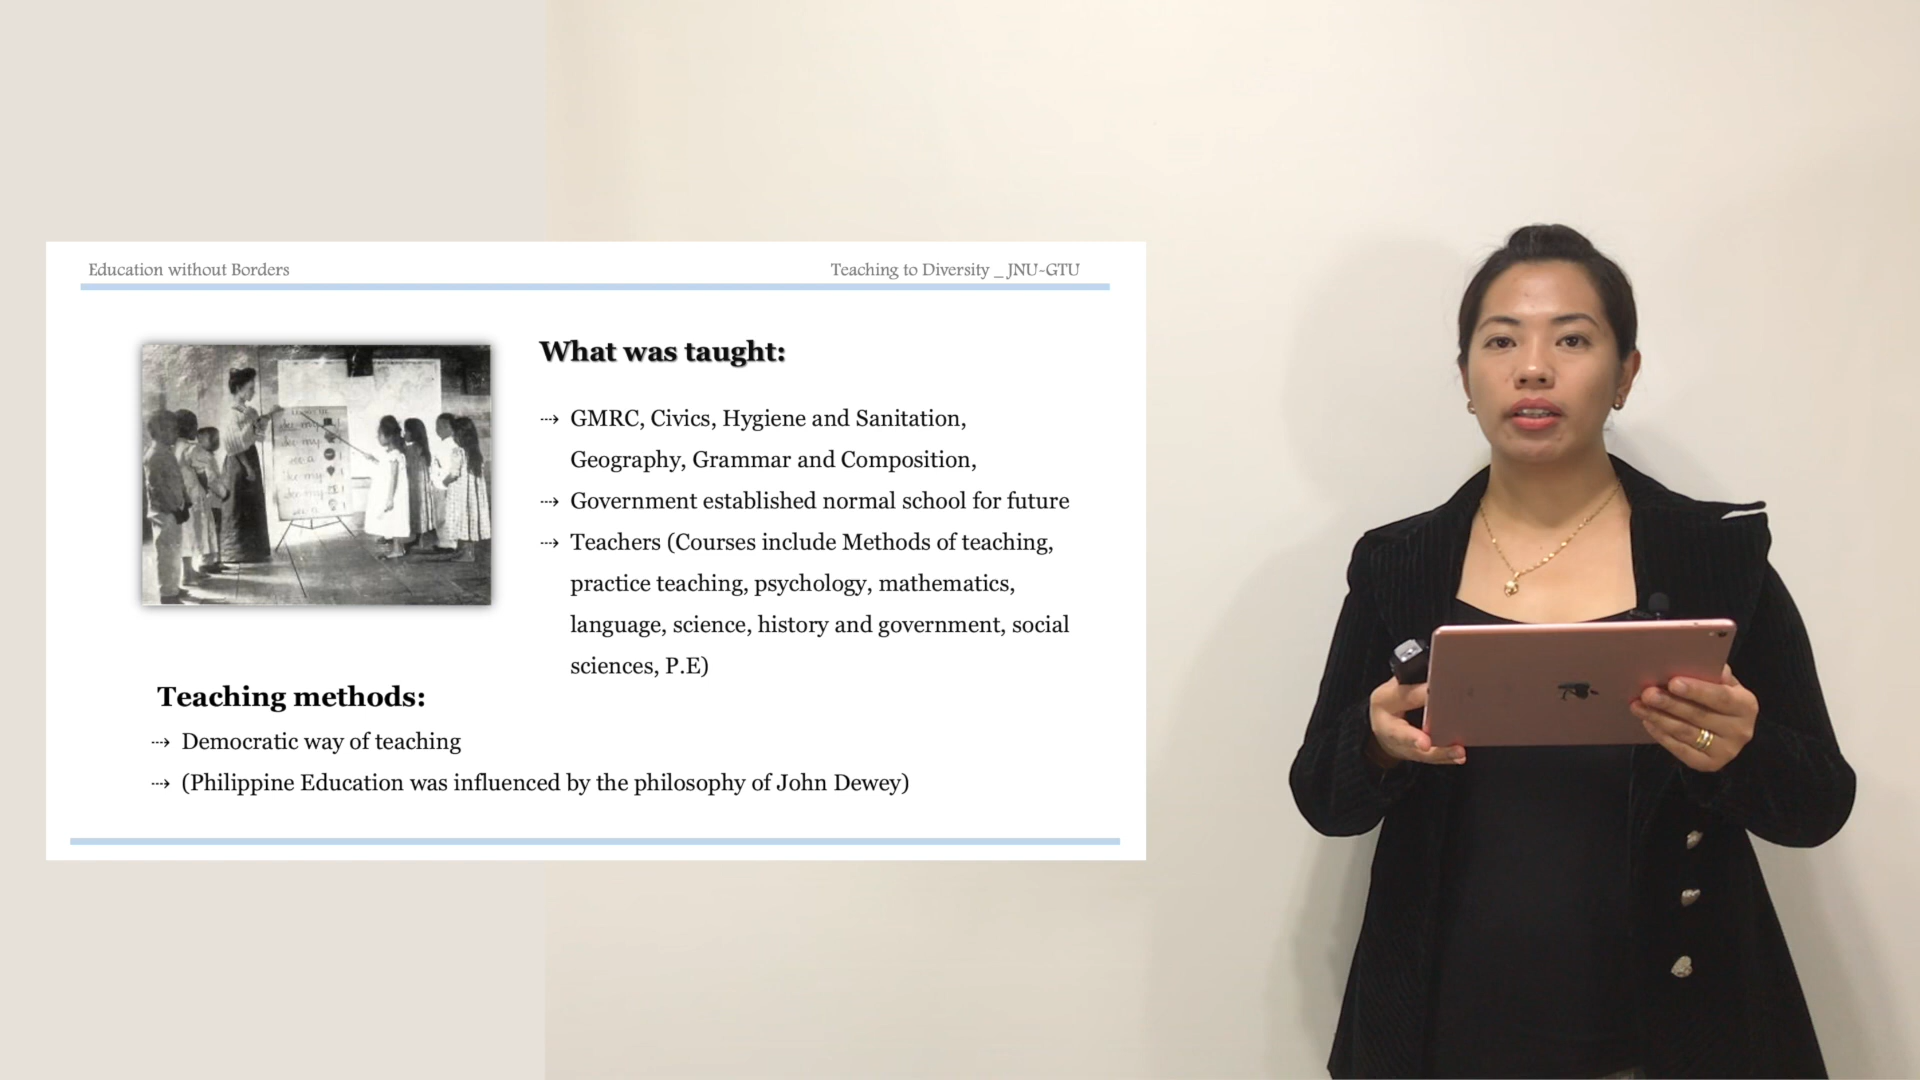 Education without Borders
Teaching to Diversity _ JNU-GTU
What was taught:
⤏ GMRC, Civics, Hygiene and Sanitation,
Geography, Grammar and Composition,
⤏ Government established normal school for future
⤏ Teachers (Courses include Methods of teaching,
practice teaching, psychology, mathematics,
language, science, history and government, social
sciences, P.E)
Teaching methods:
⤏ Democratic way of teaching
⤏ (Philippine Education was influenced by the philosophy of John Dewey)